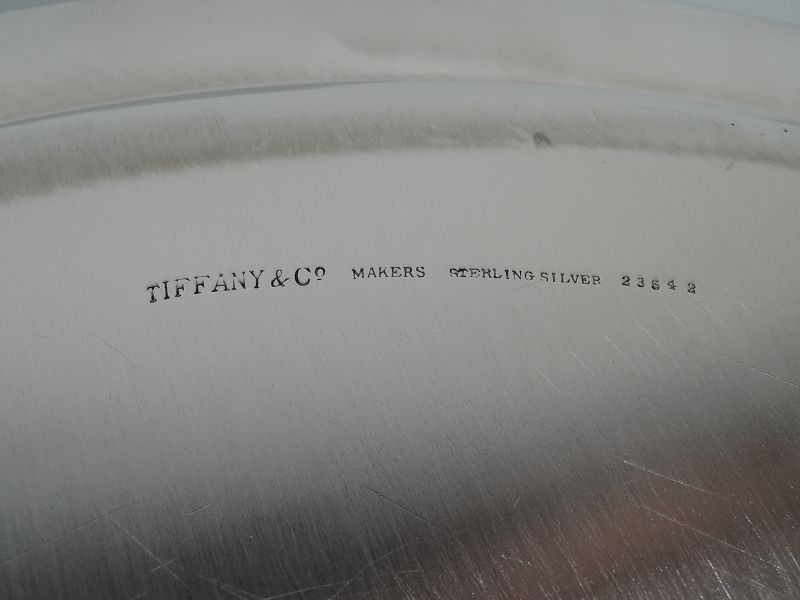 TIFFANY & Cº MAKERS STERLING SILVER 23542